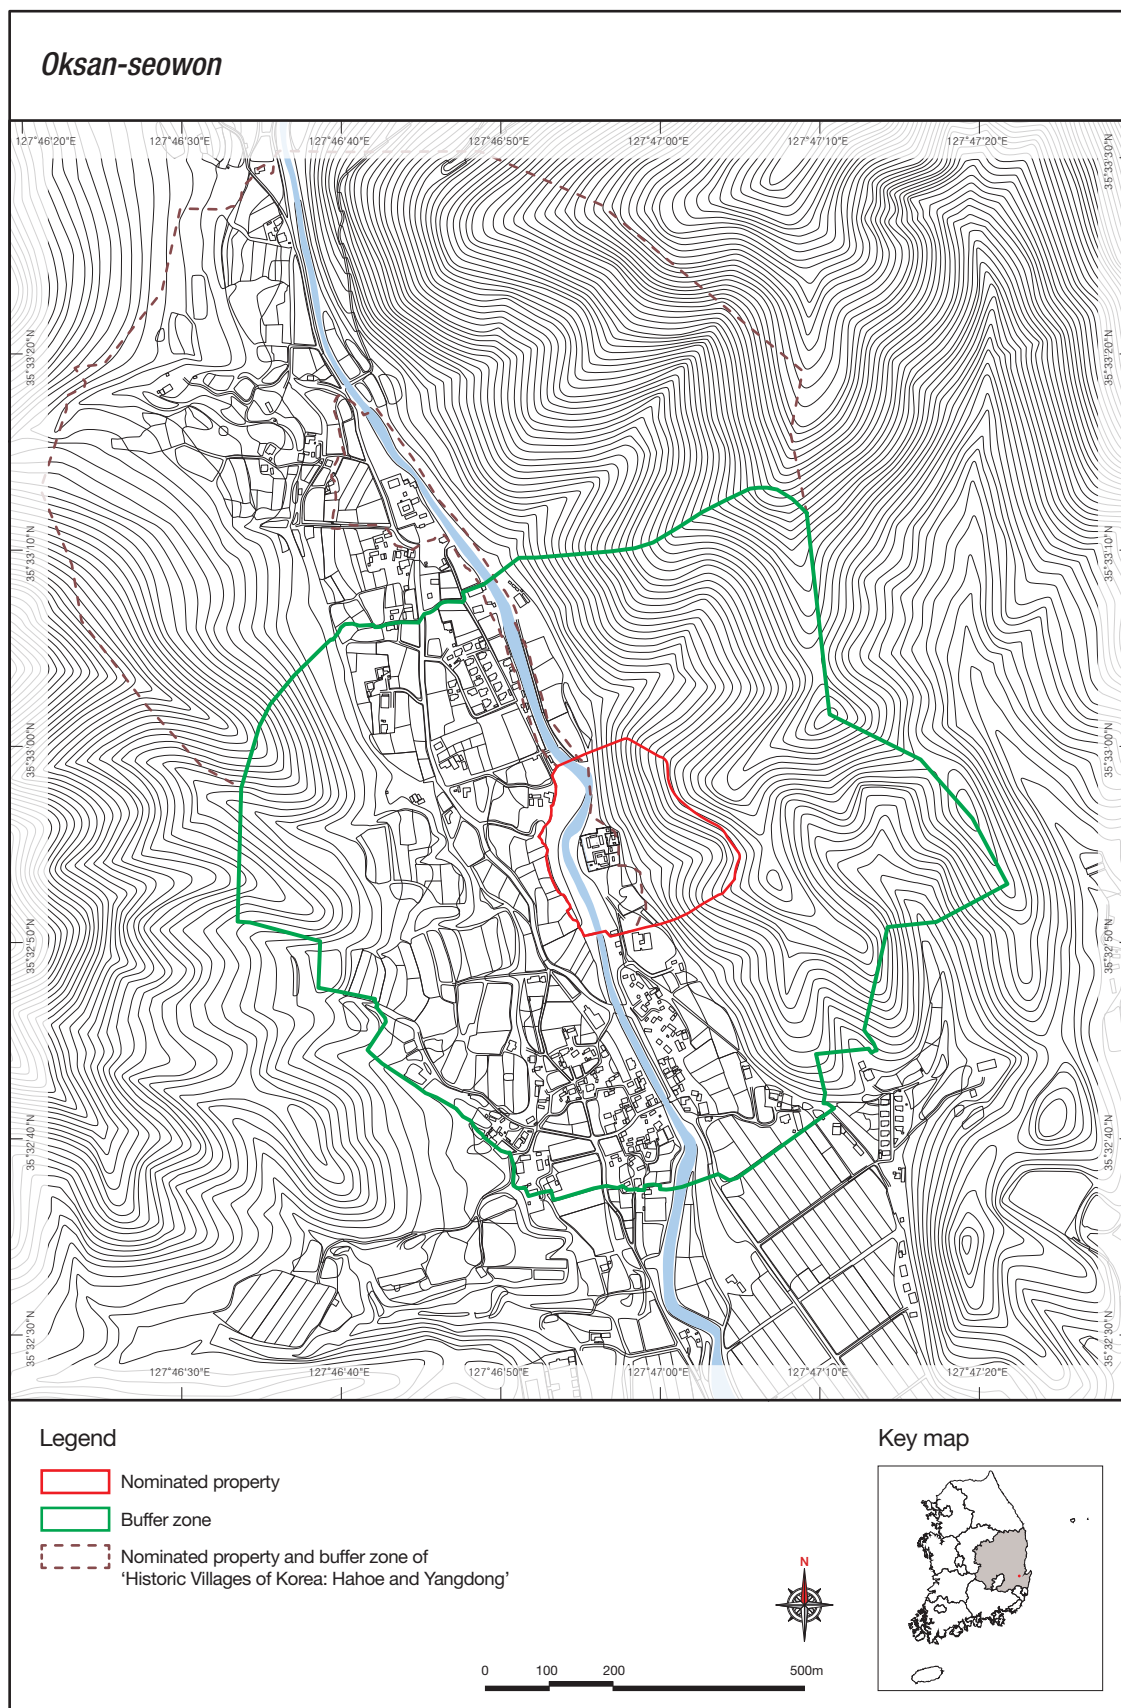 Oksan-seowon
127°46'20"E 127°46'30"E 127°46'40"E 127°46'50"E 127°47'00"E 127°47'10"E 127°47'20"E
35°33'30"N 35°33'30"N
35°33'20"N 35°33'20"N
35°33'10"N 35°33'10"N
35°33'00"N 35°33'00"N
35°32'50"N 35°32'50"N
35°32'40"N 35°32'40"N
35°32'30"N 35°32'30"N
127°46'30"E 127°46'40"E 127°46'50"E 127°47'00"E 127°47'10"E 127°47'20"E
Legend
Nominated property
Buffer zone
Nominated property and buffer zone of
‘Historic Villages of Korea: Hahoe and Yangdong’
Key map
N
0 100 200 500m